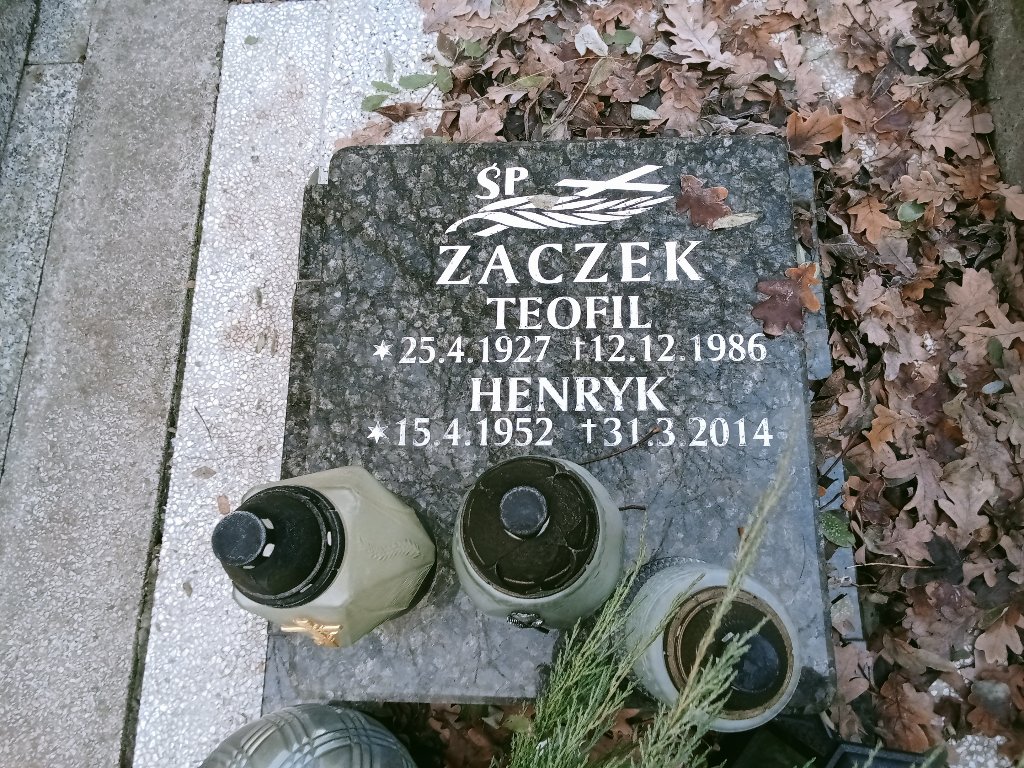 ŚP
ZACZEK
TEOFIL
*25.4.1927 †12.12.1986
HENRYK
*15.4.1952 †31.3.2014